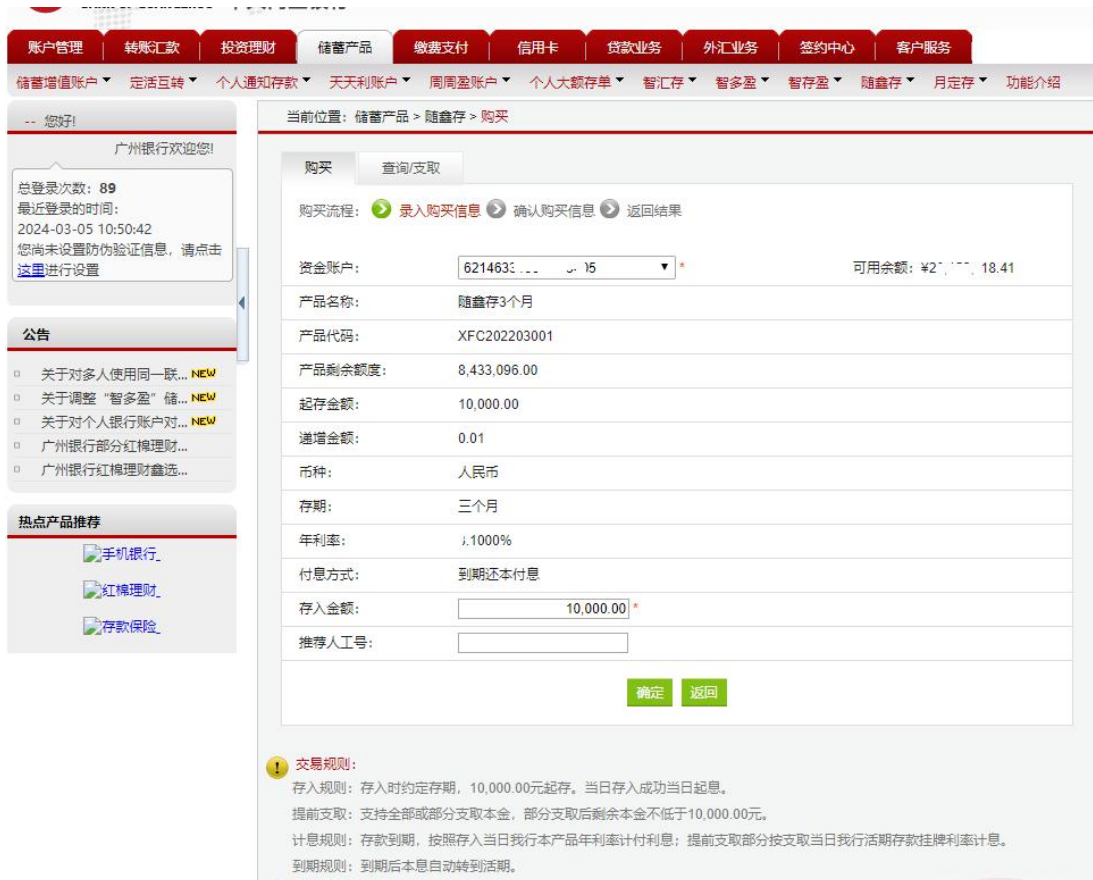 账户管理 转账汇款 投资理财 储蓄产品 缴费支付 信用卡 贷款业务 外汇业务 签约中心 客户服务
储蓄增值账户 定活互转 个人通知存款 天天利账户 周周盈账户 个人大额存单 智汇存 智多盈 智存盈 随鑫存 月定存 功能介绍
-- 您好!
广州银行欢迎您!
总登录次数: 89
最近登录的时间:
2024-03-05 10:50:42
您尚未设置防伪验证信息, 请点击
这里进行设置
公告
关于对多人使用同一联... NEW
关于调整“智多盈”储... NEW
关于对个人银行账户对... NEW
广州银行部分红棉理财...
广州银行红棉理财鑫选...
热点产品推荐
手机银行_
红棉理财_
存款保险_
当前位置: 储蓄产品 > 随鑫存 > 购买
购买 查询/支取
购买流程: 录入购买信息 确认购买信息 返回结果
资金账户: 6214633 * 可用余额: ¥2 18.41
产品名称: 随鑫存3个月
产品代码: XFC202203001
产品剩余额度: 8,433,096.00
起存金额: 10,000.00
递增金额: 0.01
币种: 人民币
存期: 三个月
年利率: .1000%
付息方式: 到期还本付息
存入金额: 10,000.00 *
推荐人工号:
确定 返回
交易规则:
存入规则: 存入时约定存期, 10,000.00元起存。当日存入成功当日起息。
提前支取: 支持全部或部分支取本金, 部分支取后剩余本金不低于10,000.00元。
计息规则: 存款到期, 按照存入当日我行本产品年利率计付利息; 提前支取部分按支取当日我行活期存款挂牌利率计息。
到期规则: 到期后本息自动转到活期。